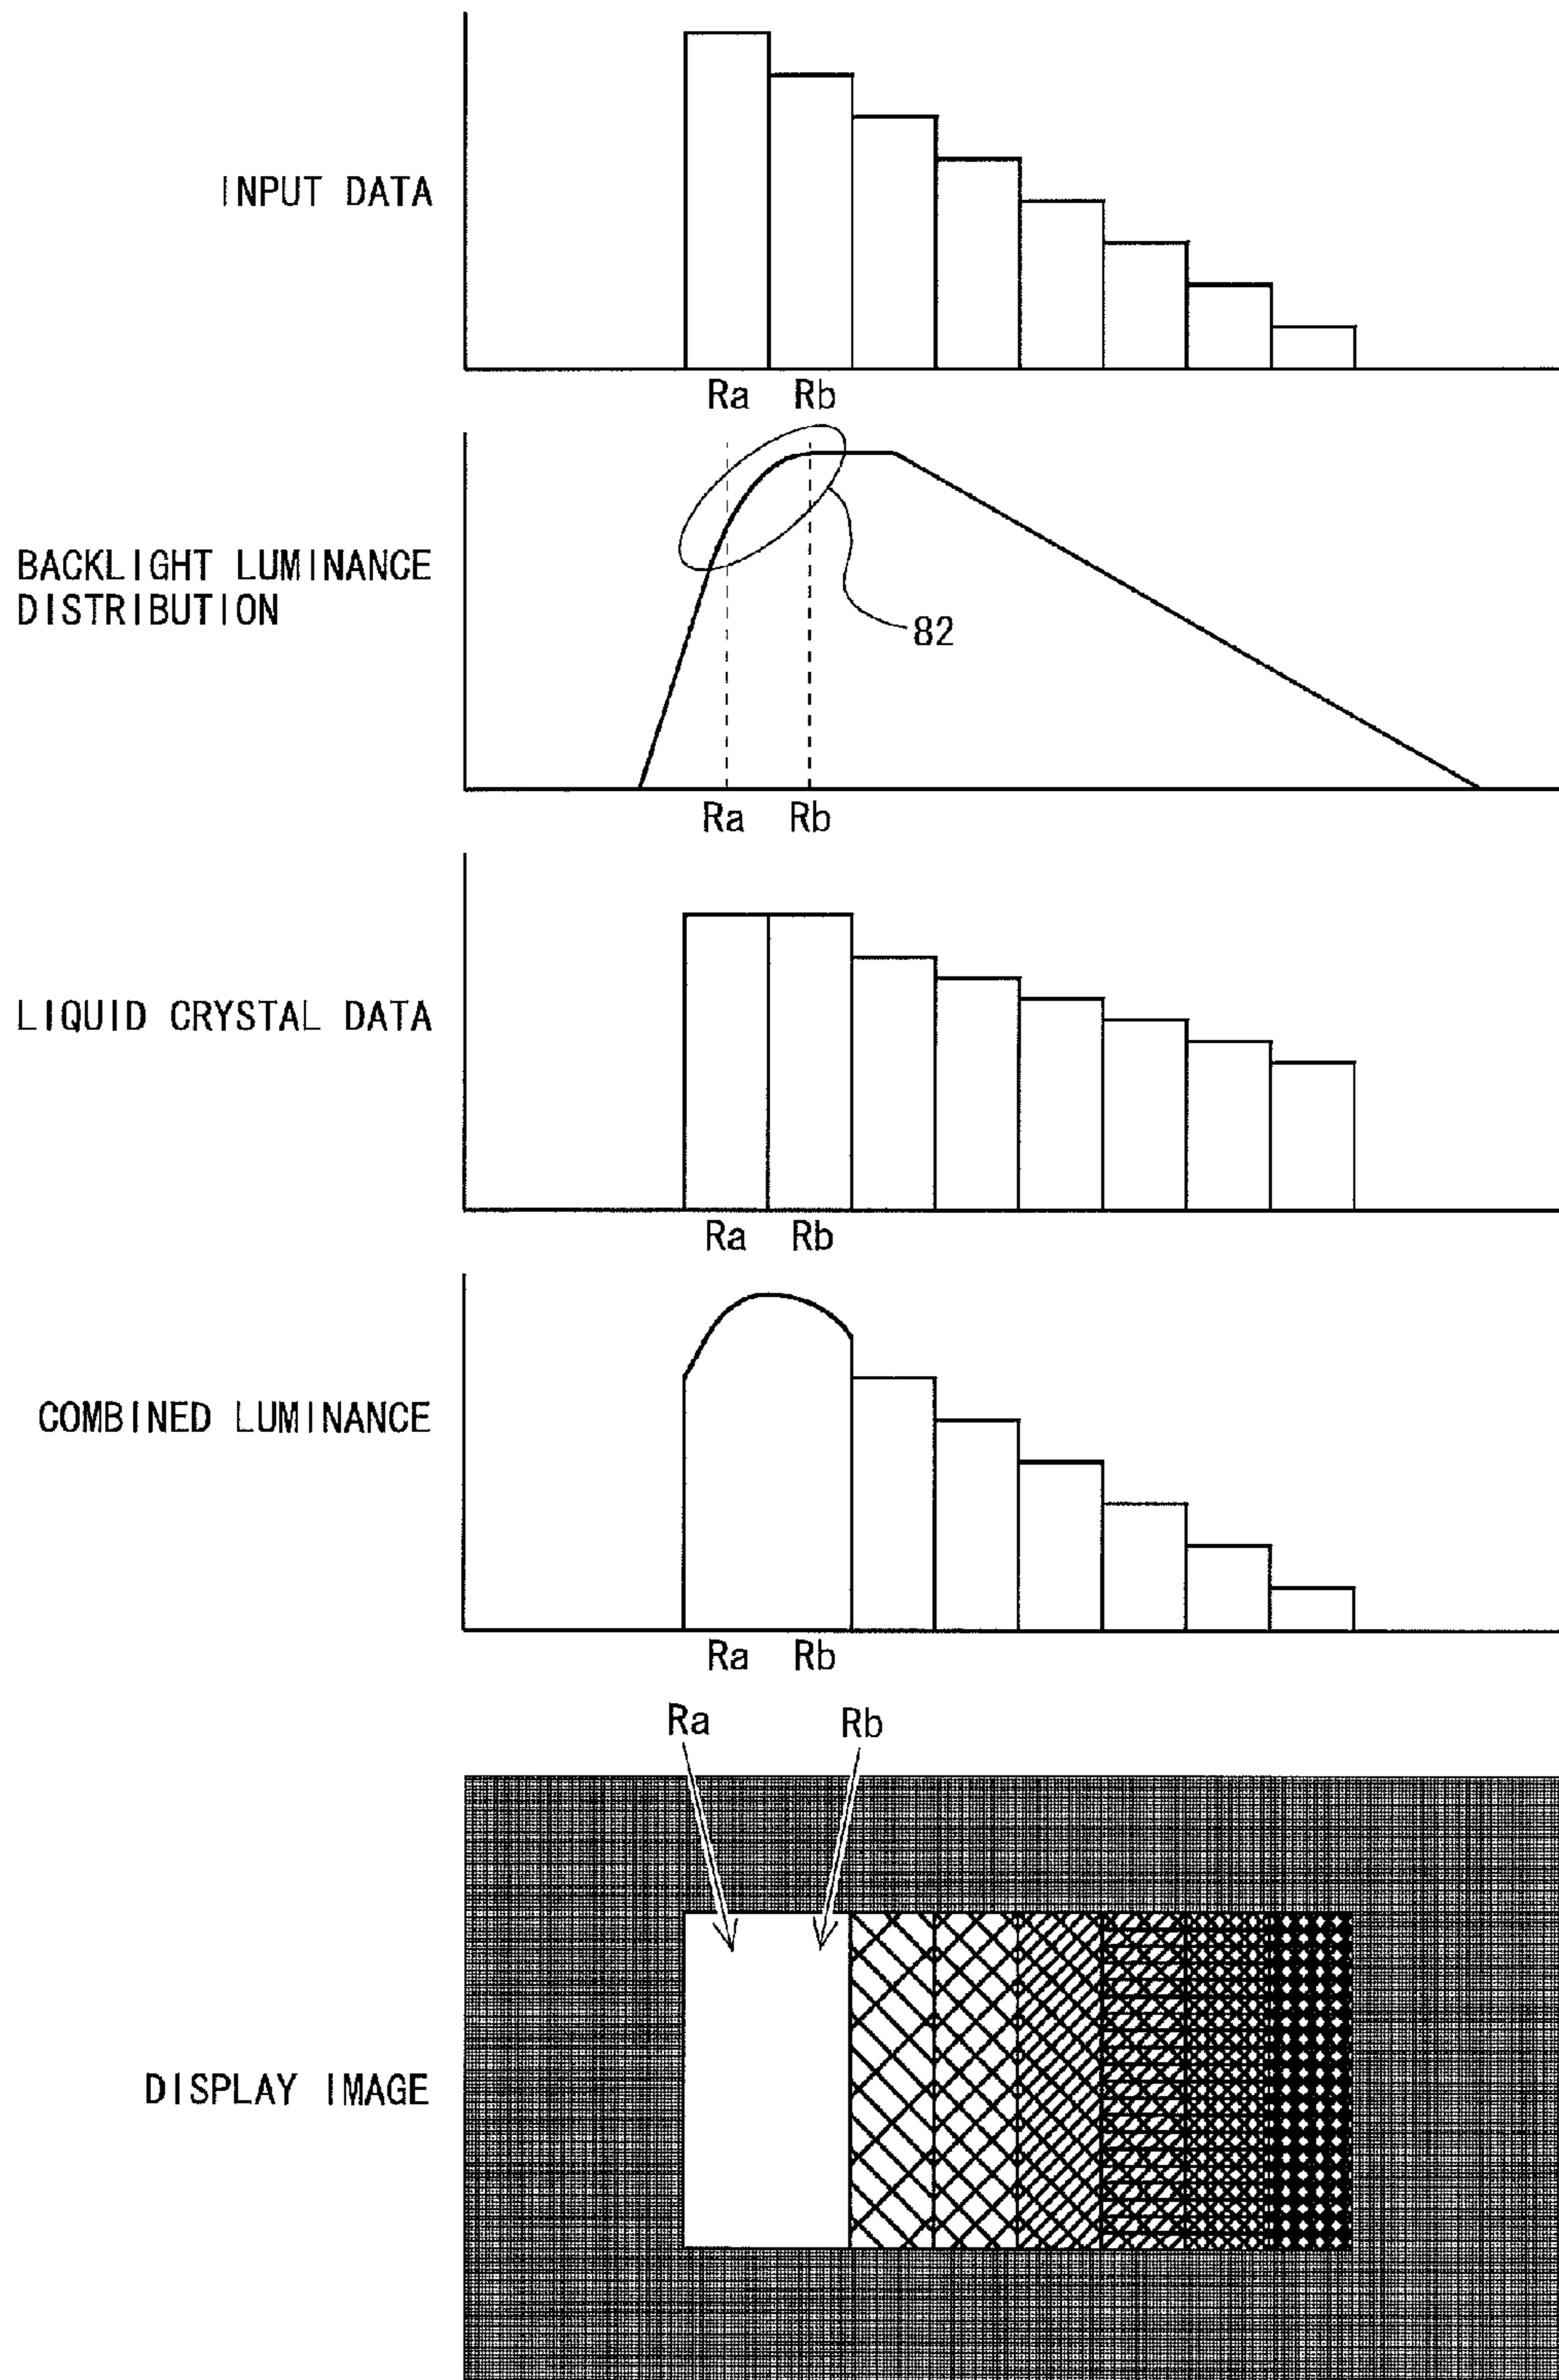 INPUT DATA
Ra Rb
BACKLIGHT LUMINANCE
DISTRIBUTION
82
Ra Rb
LIQUID CRYSTAL DATA
Ra Rb
COMBINED LUMINANCE
Ra Rb
Ra Rb
DISPLAY IMAGE